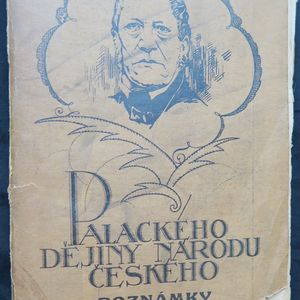 PALACKÉHO
DĚJINY NÁRODU
ČESKÉHO
POZNÁMKY